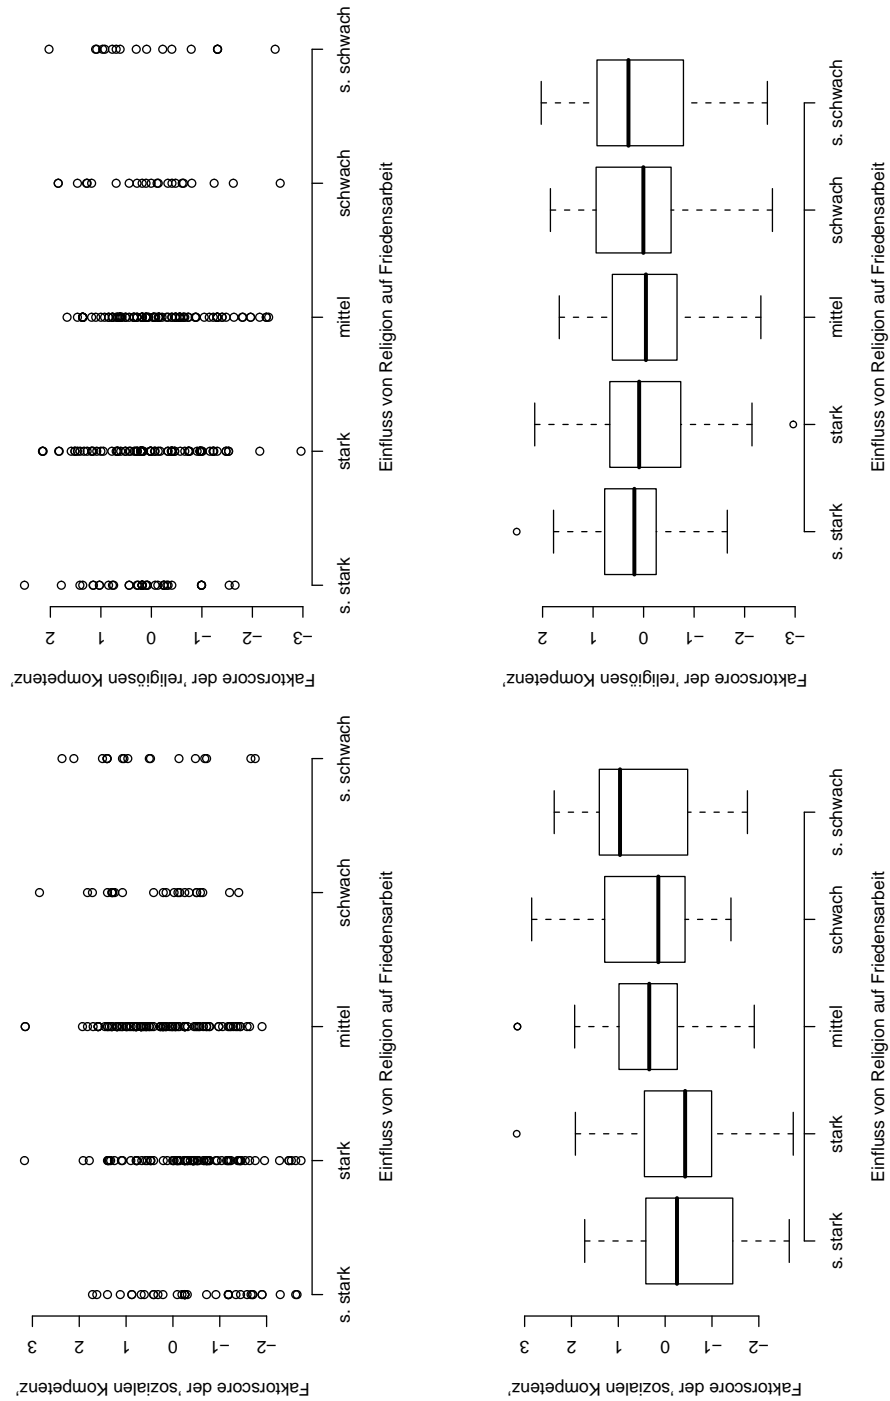 Faktorscore der 'sozialen Kompetenz'
−2 −1 0 1 2 3
s. stark stark mittel schwach s. schwach
Einfluss von Religion auf Friedensarbeit
Faktorscore der 'religiösen Kompetenz'
−3 −2 −1 0 1 2
s. stark stark mittel schwach s. schwach
Einfluss von Religion auf Friedensarbeit
Faktorscore der 'sozialen Kompetenz'
−2 −1 0 1 2 3
s. stark stark mittel schwach s. schwach
Einfluss von Religion auf Friedensarbeit
Faktorscore der 'religiösen Kompetenz'
−3 −2 −1 0 1 2
s. stark stark mittel schwach s. schwach
Einfluss von Religion auf Friedensarbeit